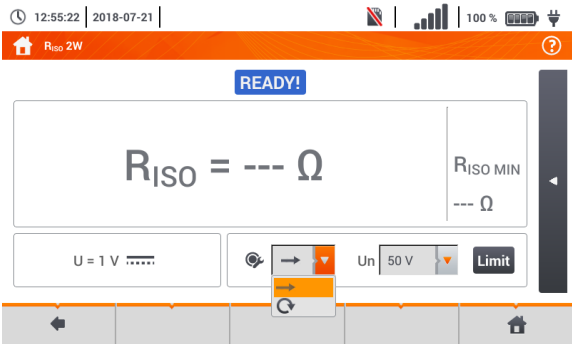 12:55:22 2018-07-21 100 %
RISO 2W
READY!
RISO = --- Ω
RISO MIN
--- Ω
U = 1 V
Un 50 V Limit